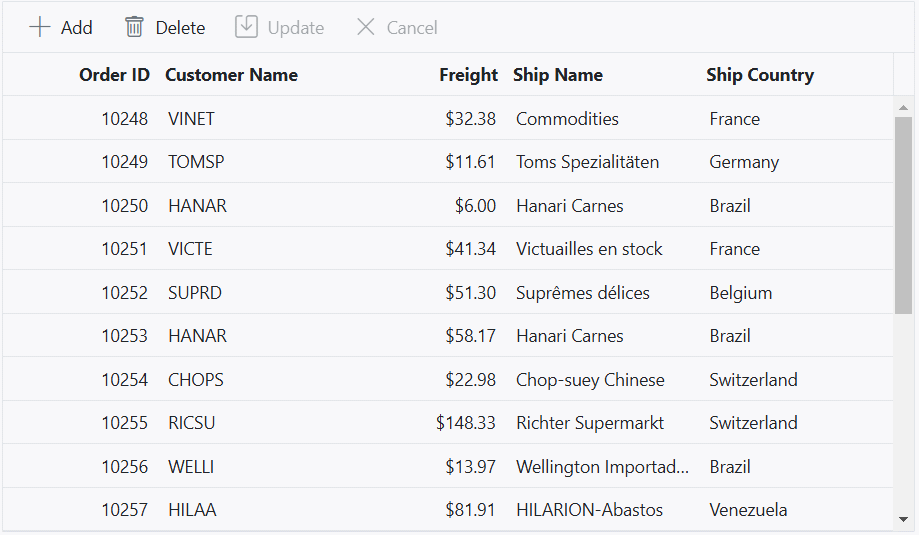 Add Delete Update Cancel
Order ID Customer Name Freight Ship Name Ship Country
10248 VINET $32.38 Commodities France
10249 TOMSP $11.61 Toms Spezialitäten Germany
10250 HANAR $6.00 Hanari Carnes Brazil
10251 VICTE $41.34 Victuailles en stock France
10252 SUPRD $51.30 Suprêmes délices Belgium
10253 HANAR $58.17 Hanari Carnes Brazil
10254 CHOPS $22.98 Chop-suey Chinese Switzerland
10255 RICSU $148.33 Richter Supermarkt Switzerland
10256 WELLI $13.97 Wellington Importad... Brazil
10257 HILAA $81.91 HILARION-Abastos Venezuela